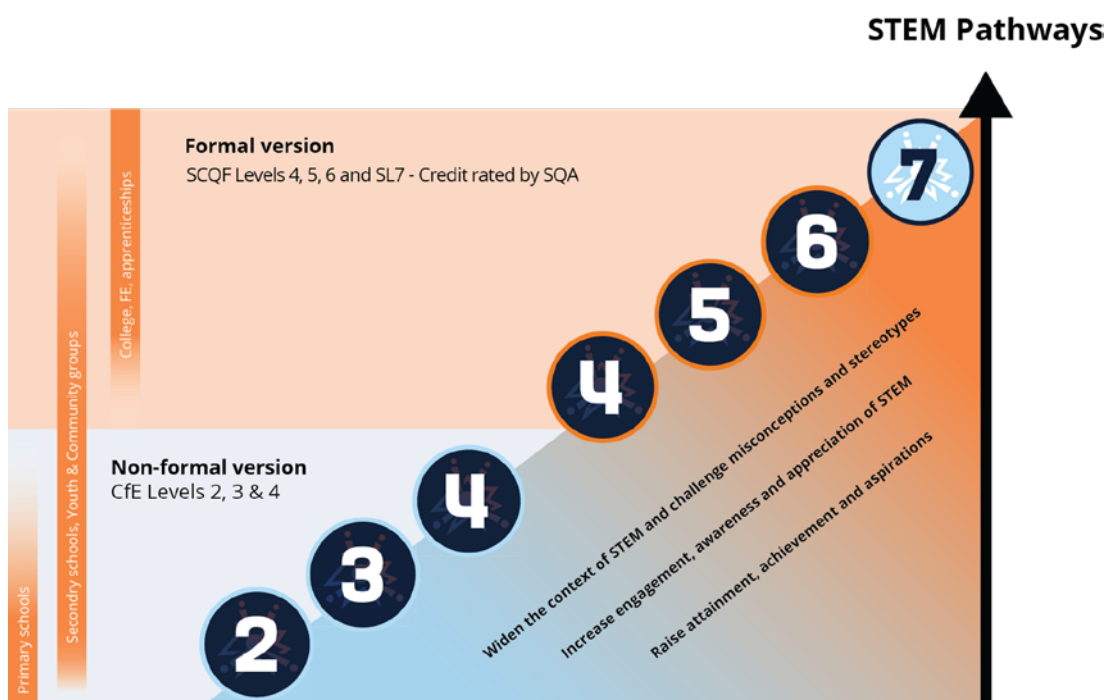 STEM Pathways
Formal version
SCQF Levels 4, 5, 6 and SL7 - Credit rated by SQA
College, FE, apprenticeships
Secondry schools, Youth & Community groups
Primary schools
Non-formal version
CfE Levels 2, 3 & 4
7
6
5
4
4
3
2
Widen the context of STEM and challenge misconceptions and stereotypes
Increase engagement, awareness and appreciation of STEM
Raise attainment, achievement and aspirations